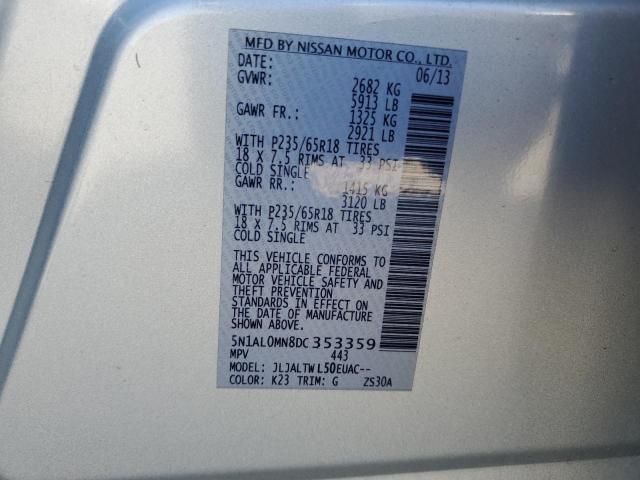 MFD BY NISSAN MOTOR CO., LTD.
DATE: 06/13
GVWR: 2682 KG
5913 LB
GAWR FR.: 1325 KG
2921 LB
WITH P235/65R18 TIRES
18 X 7.5 RIMS AT 33 PSI
COLD SINGLE
GAWR RR.: 1415 KG
3120 LB
WITH P235/65R18 TIRES
18 X 7.5 RIMS AT 33 PSI
COLD SINGLE
THIS VEHICLE CONFORMS TO
ALL APPLICABLE FEDERAL
MOTOR VEHICLE SAFETY AND
THEFT PREVENTION
STANDARDS IN EFFECT ON
THE DATE OF MANUFACTURE
SHOWN ABOVE.
5N1AL0MN8DC 353359
MPV 443
MODEL: JLJALTWL50EUAC--
COLOR: K23 TRIM: G ZS30A